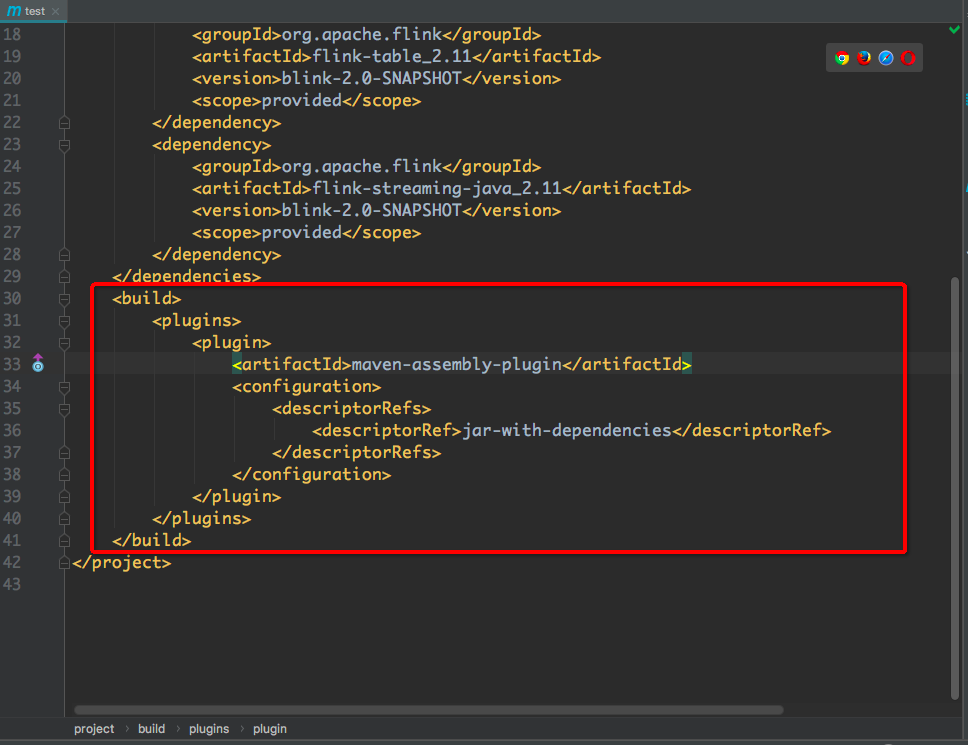 test
18 <groupId>org.apache.flink</groupId>
19 <artifactId>flink-table_2.11</artifactId>
20 <version>blink-2.0-SNAPSHOT</version>
21 <scope>provided</scope>
22 </dependency>
23 <dependency>
24 <groupId>org.apache.flink</groupId>
25 <artifactId>flink-streaming-java_2.11</artifactId>
26 <version>blink-2.0-SNAPSHOT</version>
27 <scope>provided</scope>
28 </dependency>
29 </dependencies>
30 <build>
31 <plugins>
32 <plugin>
33 <artifactId>maven-assembly-plugin</artifactId>
34 <configuration>
35 <descriptorRefs>
36 <descriptorRef>jar-with-dependencies</descriptorRef>
37 </descriptorRefs>
38 </configuration>
39 </plugin>
40 </plugins>
41 </build>
42 </project>
43
project › build › plugins › plugin